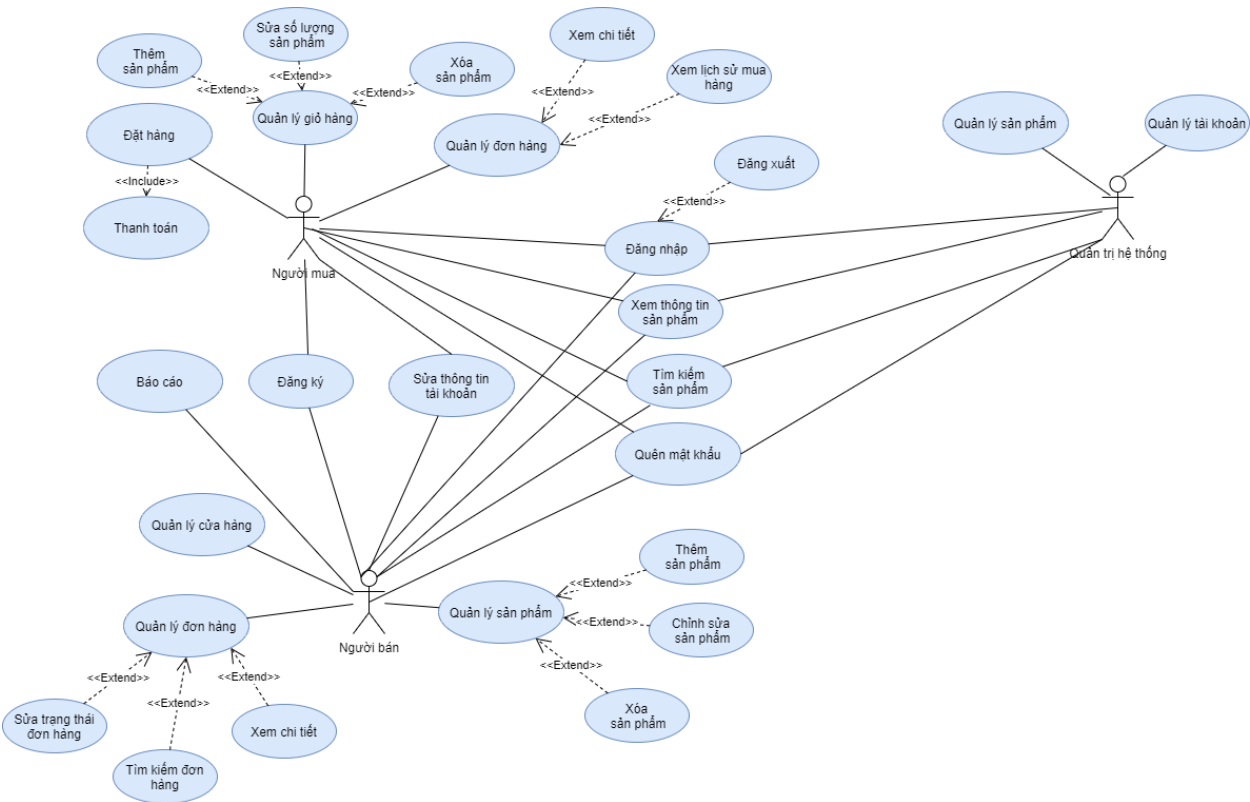 Sửa số lượng
sản phẩm
Xem chi tiết
Thêm
sản phẩm
Xóa
sản phẩm
Xem lịch sử mua
hàng
<<Extend>>
<<Extend>>
<<Extend>>
<<Extend>>
<<Extend>>
Quản lý giỏ hàng
Đặt hàng
Quản lý đơn hàng
Quản lý sản phẩm
Quản lý tài khoản
Đăng xuất
<<Include>>
<<Extend>>
Thanh toán
Đăng nhập
Người mua
Quản trị hệ thống
Xem thông tin
sản phẩm
Báo cáo
Đăng ký
Sửa thông tin
tài khoản
Tìm kiếm
sản phẩm
Quên mật khẩu
Quản lý cửa hàng
Thêm
sản phẩm
<<Extend>>
Quản lý đơn hàng
Quản lý sản phẩm
<<Extend>>
Chỉnh sửa
sản phẩm
Người bán
<<Extend>>
<<Extend>>
<<Extend>>
<<Extend>>
Sửa trạng thái
đơn hàng
Xem chi tiết
Xóa
sản phẩm
Tìm kiếm đơn
hàng